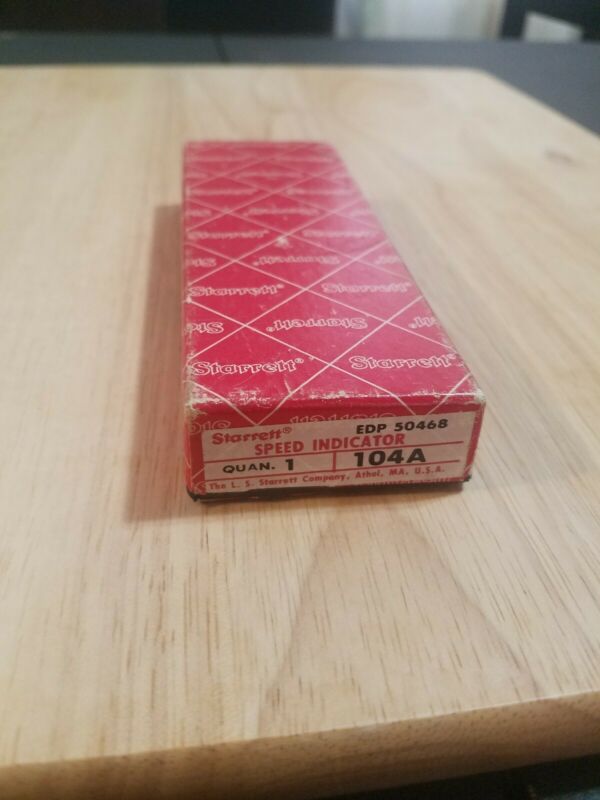 Starrett®
Starrett®
Starrett®
Starrett®
Starrett®
Starrett®
Starrett® EDP 50468
SPEED INDICATOR
QUAN. 1 104A
The L. S. Starrett Company, Athol, MA, U.S.A.